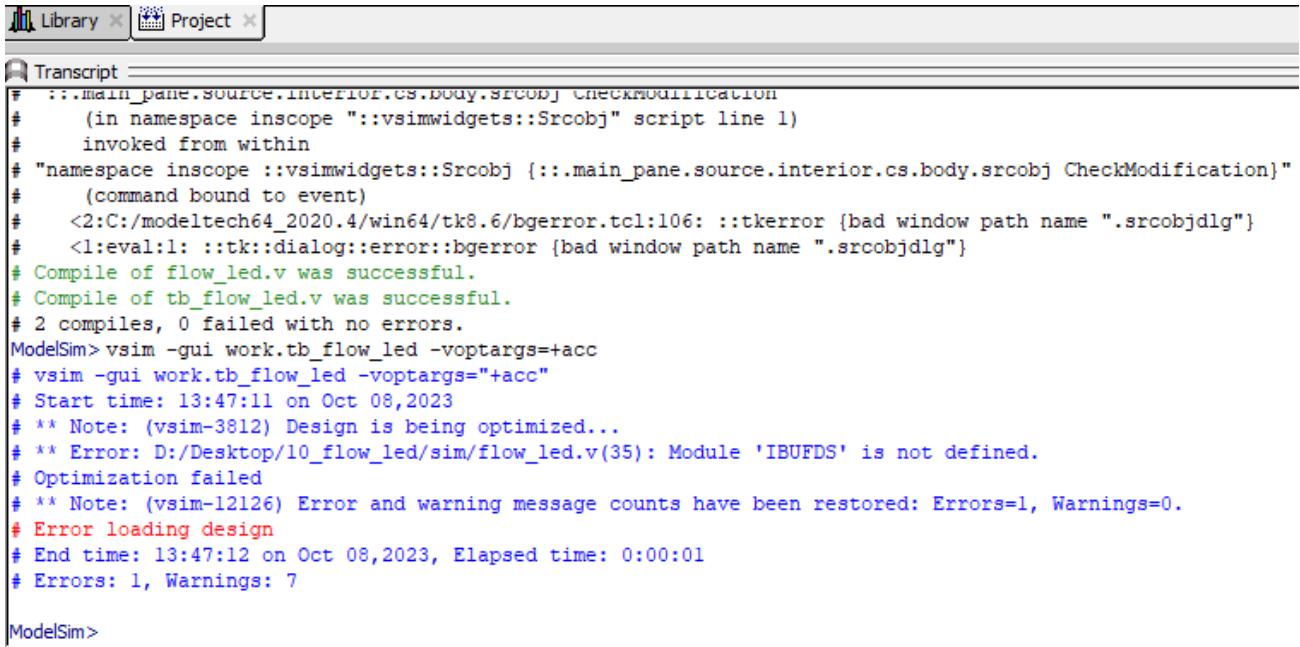 Library × Project ×
Transcript
# ::.main_pane.source.interior.cs.body.srcobj CheckModification
# (in namespace inscope "::vsimwidgets::Srcobj" script line 1)
# invoked from within
# "namespace inscope ::vsimwidgets::Srcobj {::.main_pane.source.interior.cs.body.srcobj CheckModification}"
# (command bound to event)
# <2:C:/modeltech64_2020.4/win64/tk8.6/bgerror.tcl:106: ::tkerror {bad window path name ".srcobjdlg"}
# <1:eval:1: ::tk::dialog::error::bgerror {bad window path name ".srcobjdlg"}
# Compile of flow_led.v was successful.
# Compile of tb_flow_led.v was successful.
# 2 compiles, 0 failed with no errors.
ModelSim> vsim -gui work.tb_flow_led -voptargs=+acc
# vsim -gui work.tb_flow_led -voptargs="+acc"
# Start time: 13:47:11 on Oct 08,2023
# ** Note: (vsim-3812) Design is being optimized...
# ** Error: D:/Desktop/10_flow_led/sim/flow_led.v(35): Module 'IBUFDS' is not defined.
# Optimization failed
# ** Note: (vsim-12126) Error and warning message counts have been restored: Errors=1, Warnings=0.
# Error loading design
# End time: 13:47:12 on Oct 08,2023, Elapsed time: 0:00:01
# Errors: 1, Warnings: 7
ModelSim>